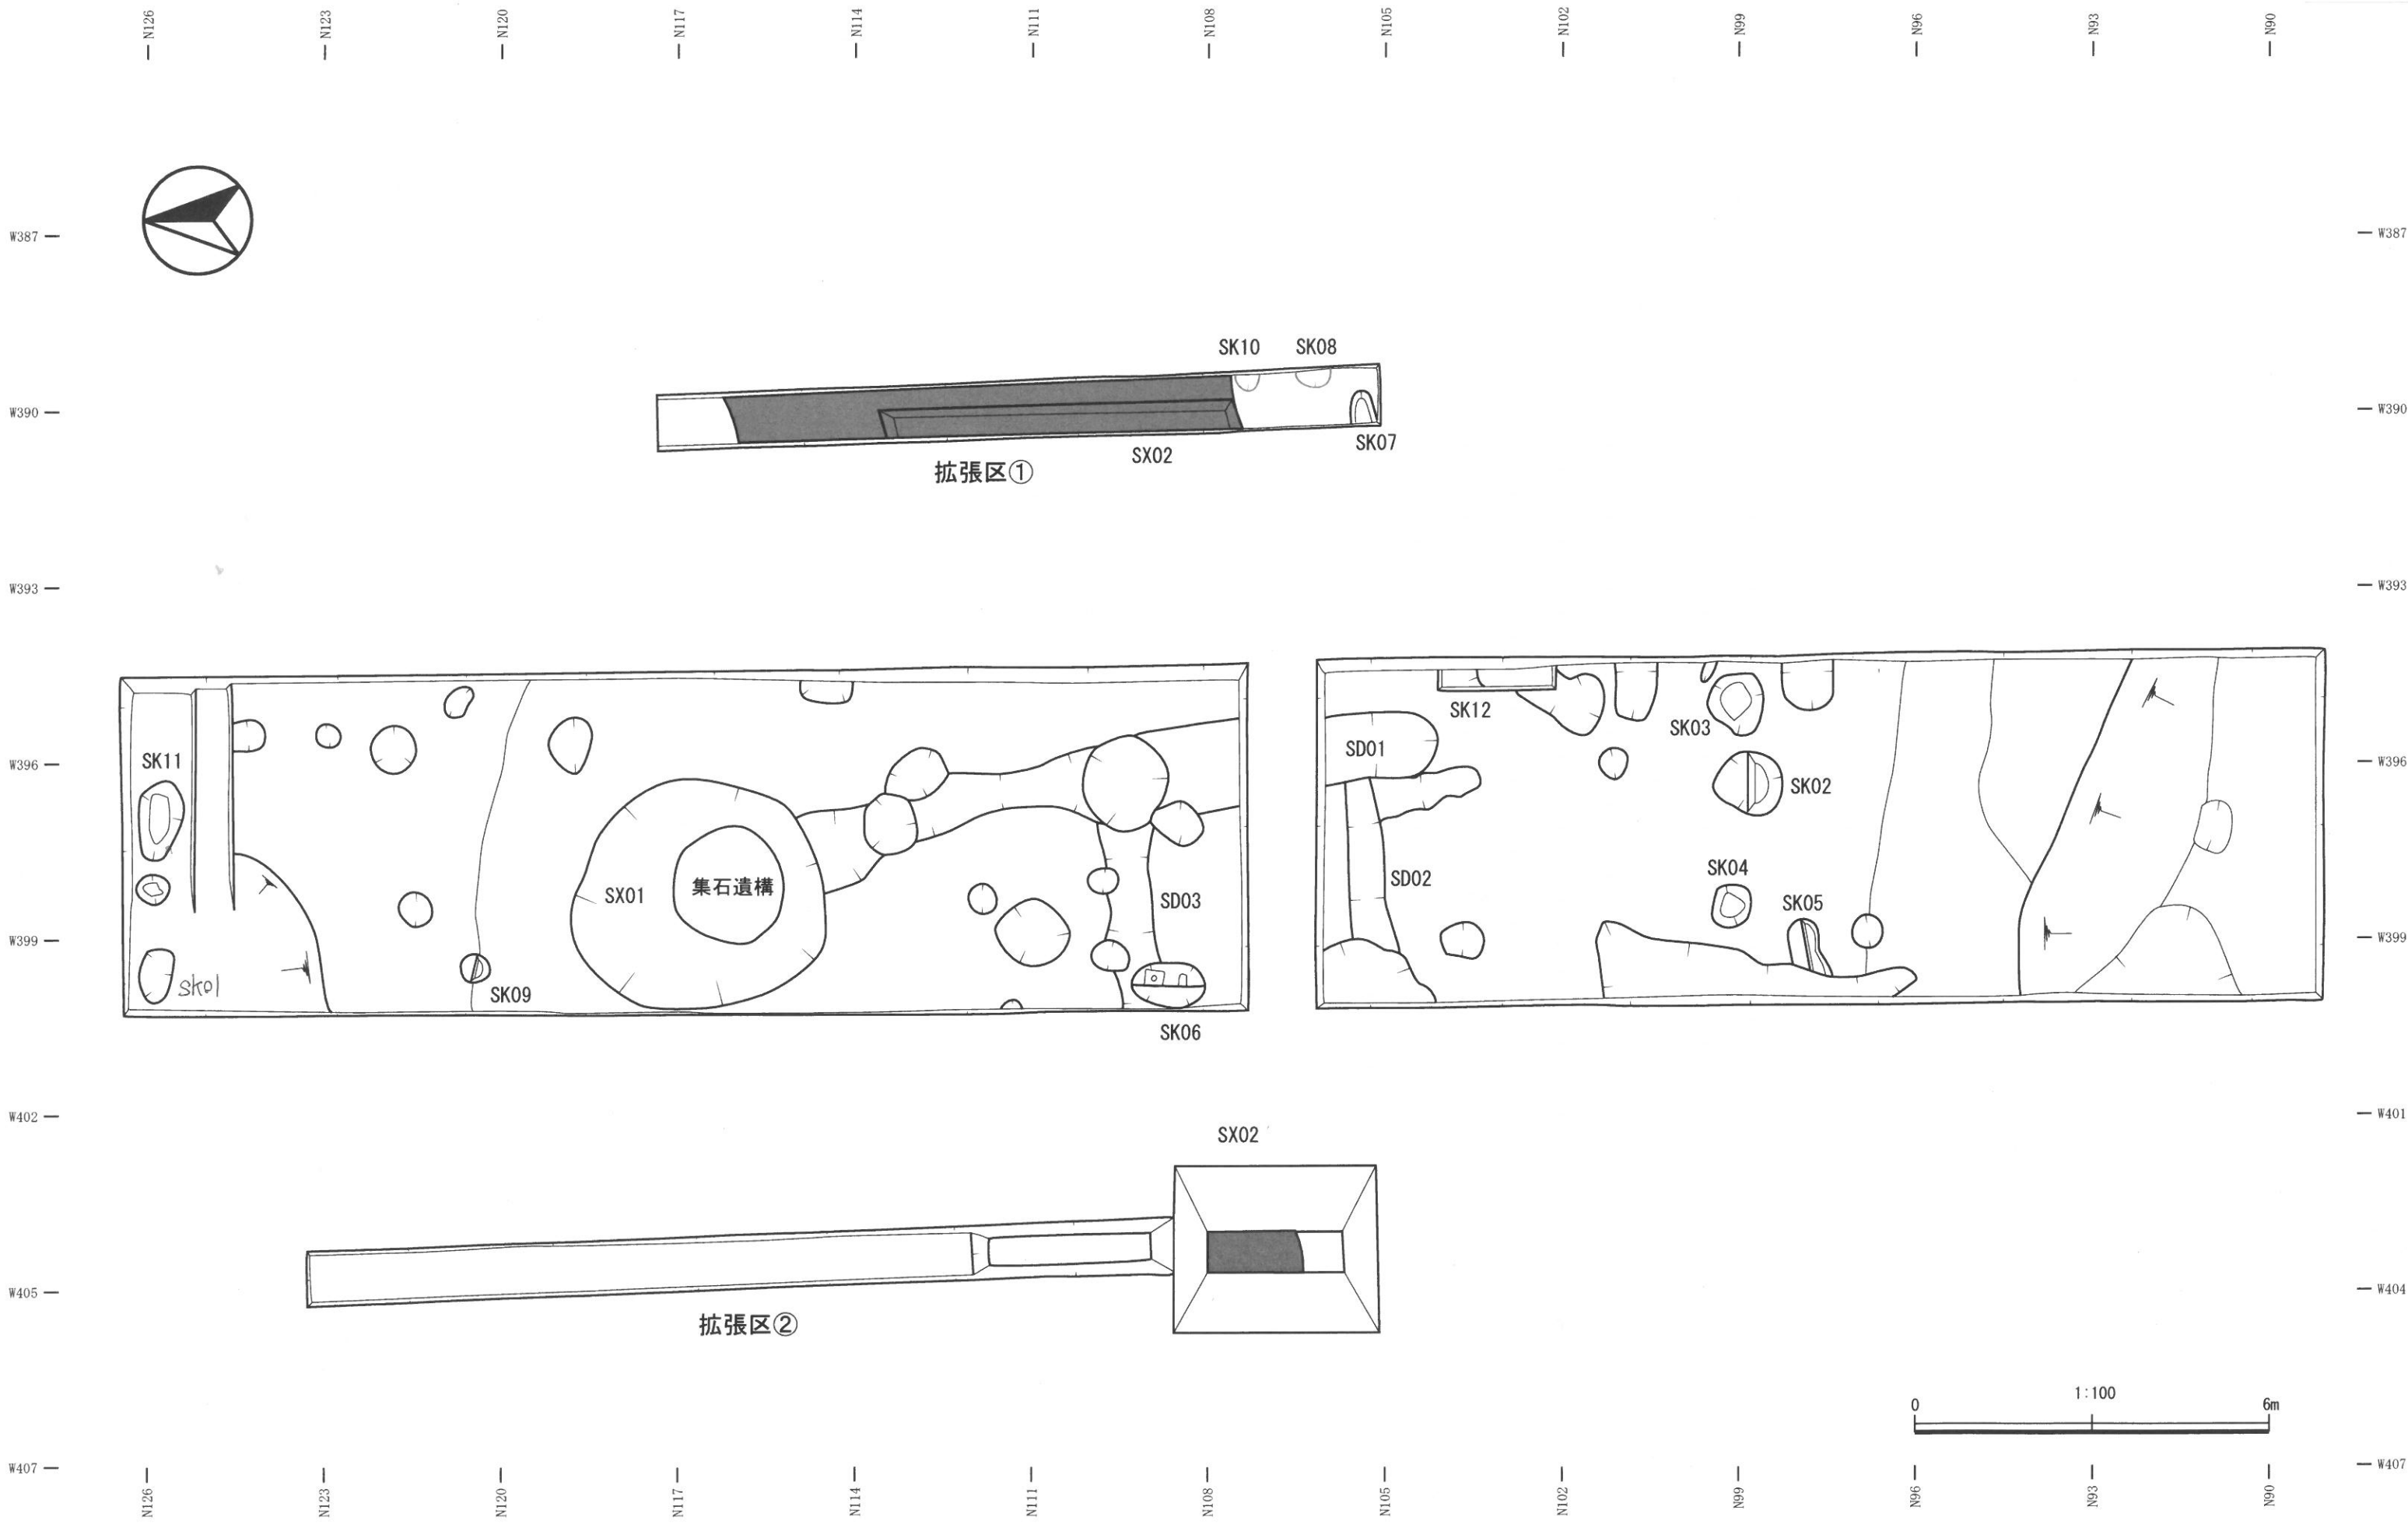 N126 N123 N120 N117 N114 N111 N108 N105 N102 N99 N96 N93 N90
W387 W387
SK10 SK08
W390 W390
SK07
SX02
拡張区①
W393 W393
SK12
SK03
SD01
SK11 W396 W396
SK02
SK04
SD02
集石遺構
SX01
SD03 SK05
W399 W399
SK01
SK09
SK06
W402 W401
SX02
W405 W404
拡張区②
1:100
0 6m
W407 W407
N126 N123 N120 N117 N114 N111 N108 N105 N102 N99 N96 N93 N90